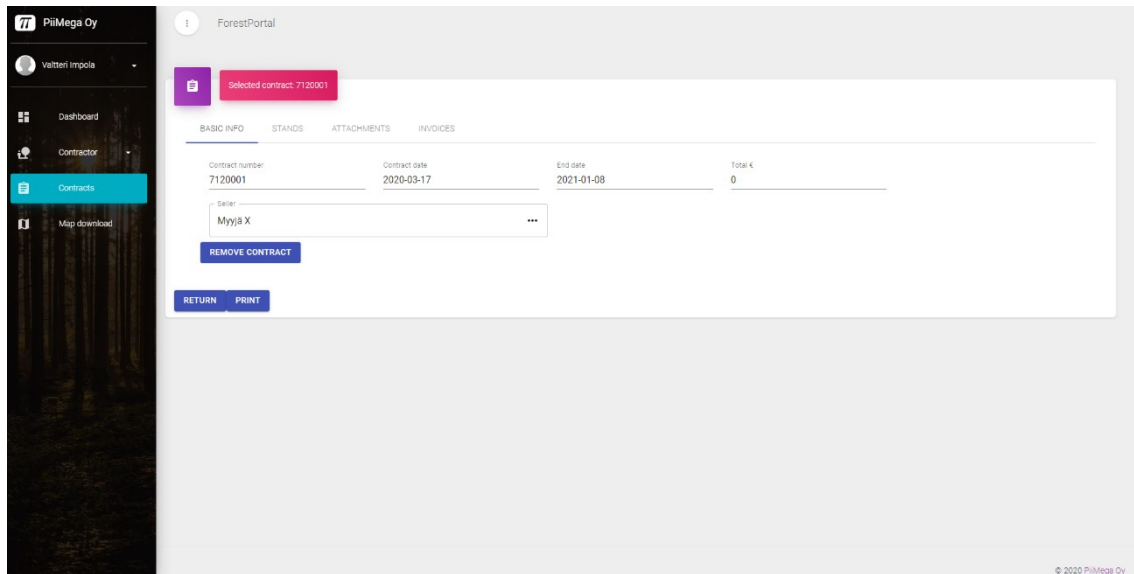 π PiiMega Oy
ForestPortal
Valtteri Impola
Selected contract: 7120001
Dashboard
Contractor
Contracts
Map download
BASIC INFO STANDS ATTACHMENTS INVOICES
Contract number Contract date End date Total €
7120001 2020-03-17 2021-01-08 0
Seller
Myyjä X
REMOVE CONTRACT
RETURN PRINT
© 2020 PiiMega Oy